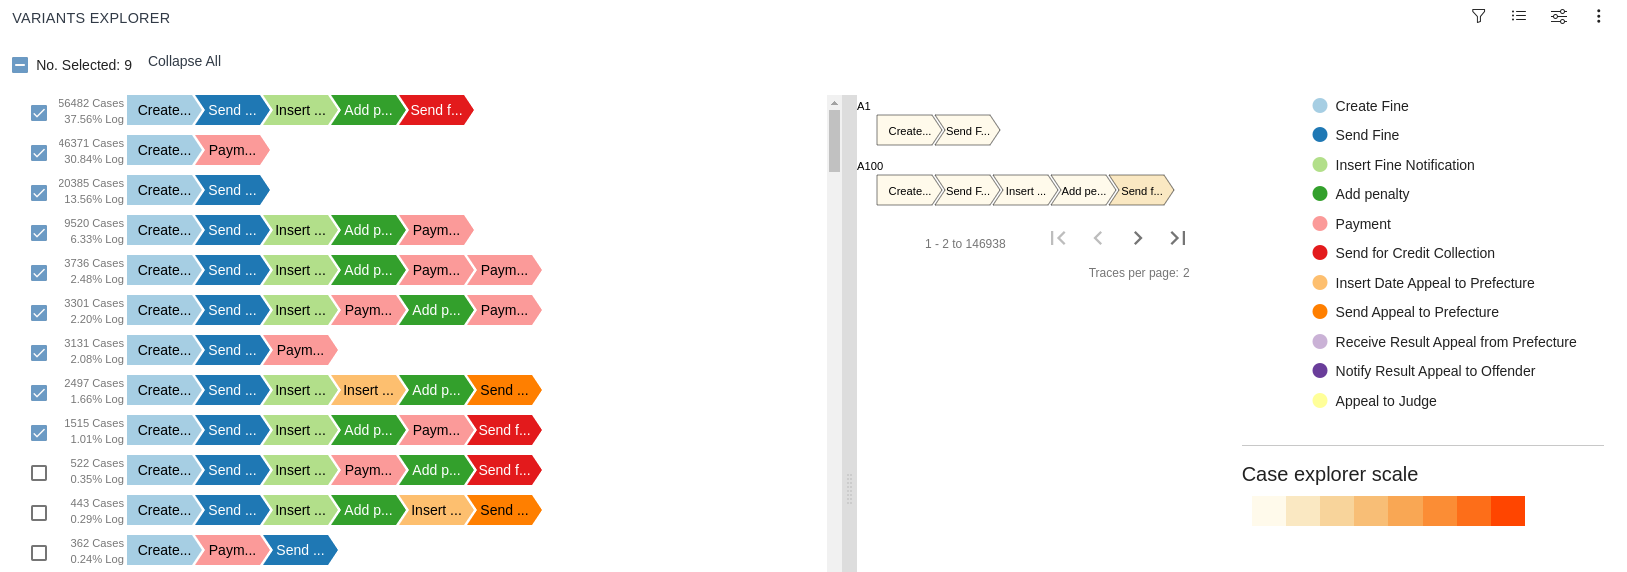 VARIANTS EXPLORER
No. Selected: 9 Collapse All
56482 Cases
37.56% Log
Create... Send ... Insert ... Add p... Send f...
46371 Cases
30.84% Log
Create... Paym...
20385 Cases
13.56% Log
Create... Send ...
9520 Cases
6.33% Log
Create... Send ... Insert ... Add p... Paym...
3736 Cases
2.48% Log
Create... Send ... Insert ... Add p... Paym... Paym...
3301 Cases
2.20% Log
Create... Send ... Insert ... Paym... Add p... Paym...
3131 Cases
2.08% Log
Create... Send ... Paym...
2497 Cases
1.66% Log
Create... Send ... Insert ... Insert ... Add p... Send ...
1515 Cases
1.01% Log
Create... Send ... Insert ... Add p... Paym... Send f...
522 Cases
0.35% Log
Create... Send ... Insert ... Paym... Add p... Send f...
443 Cases
0.29% Log
Create... Send ... Insert ... Add p... Insert ... Send ...
362 Cases
0.24% Log
Create... Paym... Send ...
A1
Create... Send F...
A100
Create... Send F... Insert ... Add pe... Send f...
1 - 2 to 146938
Traces per page: 2
Create Fine
Send Fine
Insert Fine Notification
Add penalty
Payment
Send for Credit Collection
Insert Date Appeal to Prefecture
Send Appeal to Prefecture
Receive Result Appeal from Prefecture
Notify Result Appeal to Offender
Appeal to Judge
Case explorer scale